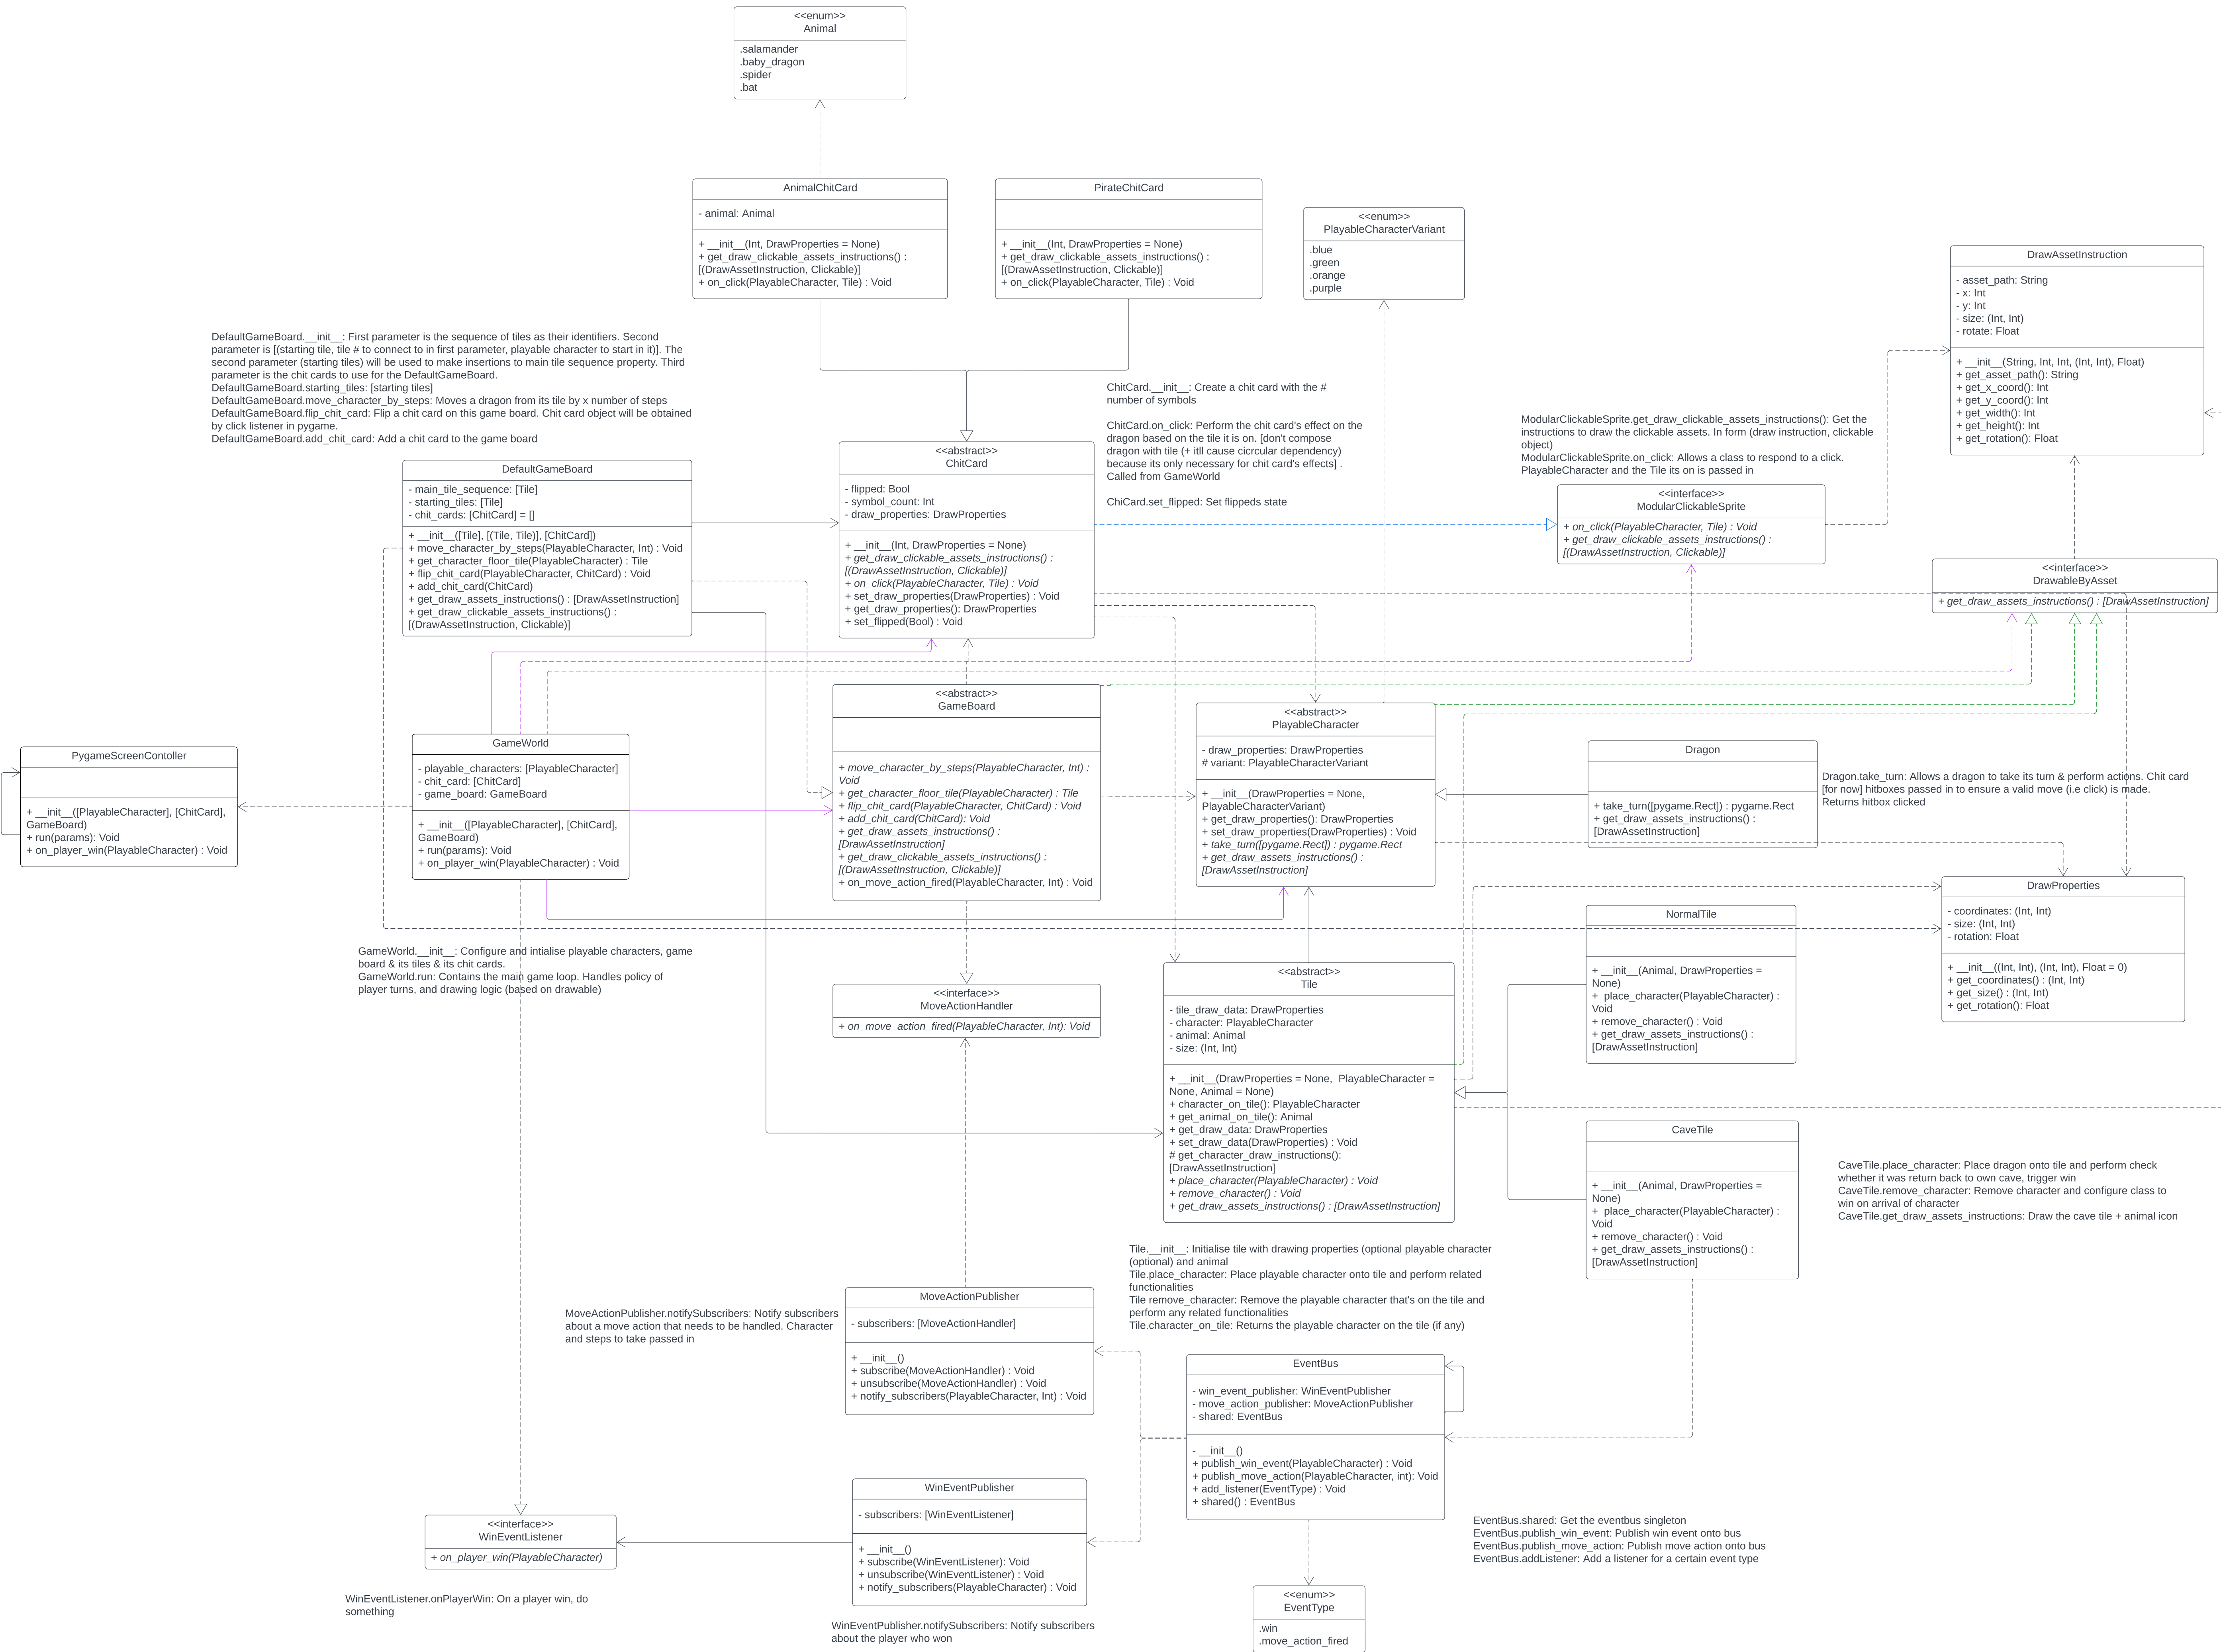 <<enum>>
Animal
.salamander
.baby_dragon
.spider
.bat
AnimalChitCard
- animal: Animal
+ __init__(Int, DrawProperties = None)
+ get_draw_clickable_assets_instructions() :
[(DrawAssetInstruction, Clickable)]
+ on_click(PlayableCharacter, Tile) : Void
PirateChitCard
+ __init__(Int, DrawProperties = None)
+ get_draw_clickable_assets_instructions() :
[(DrawAssetInstruction, Clickable)]
+ on_click(PlayableCharacter, Tile) : Void
<<enum>>
PlayableCharacterVariant
.blue
.green
.orange
.purple
DrawAssetInstruction
- asset_path: String
- x: Int
- y: Int
- size: (Int, Int)
- rotate: Float
+ __init__(String, Int, Int, (Int, Int), Float)
+ get_asset_path(): String
+ get_x_coord(): Int
+ get_y_coord(): Int
+ get_width(): Int
+ get_height(): Int
+ get_rotation(): Float
DefaultGameBoard.__init__: First parameter is the sequence of tiles as their identifiers. Second
parameter is [(starting tile, tile # to connect to in first parameter, playable character to start in it)]. The
second parameter (starting tiles) will be used to make insertions to main tile sequence property. Third
parameter is the chit cards to use for the DefaultGameBoard.
DefaultGameBoard.starting_tiles: [starting tiles]
DefaultGameBoard.move_character_by_steps: Moves a dragon from its tile by x number of steps
DefaultGameBoard.flip_chit_card: Flip a chit card on this game board. Chit card object will be obtained
by click listener in pygame.
DefaultGameBoard.add_chit_card: Add a chit card to the game board
ChitCard.__init__: Create a chit card with the #
number of symbols
ChitCard.on_click: Perform the chit card's effect on the
dragon based on the tile it is on. [don't compose
dragon with tile (+ itll cause cicrcular dependency)
because its only necessary for chit card's effects] .
Called from GameWorld
ChiCard.set_flipped: Set flippeds state
ModularClickableSprite.get_draw_clickable_assets_instructions(): Get the
instructions to draw the clickable assets. In form (draw instruction, clickable
object)
ModularClickableSprite.on_click: Allows a class to respond to a click.
PlayableCharacter and the Tile its on is passed in
DefaultGameBoard
- main_tile_sequence: [Tile]
- starting_tiles: [Tile]
- chit_cards: [ChitCard] = []
+ __init__([Tile], [(Tile, Tile)], [ChitCard])
+ move_character_by_steps(PlayableCharacter, Int) : Void
+ get_character_floor_tile(PlayableCharacter) : Tile
+ flip_chit_card(PlayableCharacter, ChitCard) : Void
+ add_chit_card(ChitCard)
+ get_draw_assets_instructions() : [DrawAssetInstruction]
+ get_draw_clickable_assets_instructions() :
[(DrawAssetInstruction, Clickable)]
<<abstract>>
ChitCard
- flipped: Bool
- symbol_count: Int
- draw_properties: DrawProperties
+ __init__(Int, DrawProperties = None)
+ get_draw_clickable_assets_instructions() :
[(DrawAssetInstruction, Clickable)]
+ on_click(PlayableCharacter, Tile) : Void
+ set_draw_properties(DrawProperties) : Void
+ get_draw_properties(): DrawProperties
+ set_flipped(Bool) : Void
<<interface>>
ModularClickableSprite
+ on_click(PlayableCharacter, Tile) : Void
+ get_draw_clickable_assets_instructions() :
[(DrawAssetInstruction, Clickable)]
<<interface>>
DrawableByAsset
+ get_draw_assets_instructions() : [DrawAssetInstruction]
PygameScreenContoller
+ __init__([PlayableCharacter], [ChitCard],
GameBoard)
+ run(params): Void
+ on_player_win(PlayableCharacter) : Void
GameWorld
- playable_characters: [PlayableCharacter]
- chit_card: [ChitCard]
- game_board: GameBoard
+ __init__([PlayableCharacter], [ChitCard],
GameBoard)
+ run(params): Void
+ on_player_win(PlayableCharacter) : Void
<<abstract>>
GameBoard
+ move_character_by_steps(PlayableCharacter, Int) :
Void
+ get_character_floor_tile(PlayableCharacter) : Tile
+ flip_chit_card(PlayableCharacter, ChitCard) : Void
+ add_chit_card(ChitCard): Void
+ get_draw_assets_instructions() :
[DrawAssetInstruction]
+ get_draw_clickable_assets_instructions() :
[(DrawAssetInstruction, Clickable)]
+ on_move_action_fired(PlayableCharacter, Int) : Void
<<abstract>>
PlayableCharacter
- draw_properties: DrawProperties
# variant: PlayableCharacterVariant
+ __init__(DrawProperties = None,
PlayableCharacterVariant)
+ get_draw_properties(): DrawProperties
+ set_draw_properties(DrawProperties) : Void
+ take_turn([pygame.Rect]) : pygame.Rect
+ get_draw_assets_instructions() :
[DrawAssetInstruction]
Dragon
+ take_turn([pygame.Rect]) : pygame.Rect
+ get_draw_assets_instructions() :
[DrawAssetInstruction]
Dragon.take_turn: Allows a dragon to take its turn & perform actions. Chit card
[for now] hitboxes passed in to ensure a valid move (i.e click) is made.
Returns hitbox clicked
DrawProperties
- coordinates: (Int, Int)
- size: (Int, Int)
- rotation: Float
+ __init__((Int, Int), (Int, Int), Float = 0)
+ get_coordinates() : (Int, Int)
+ get_size() : (Int, Int)
+ get_rotation(): Float
GameWorld.__init__: Configure and intialise playable characters, game
board & its tiles & its chit cards.
GameWorld.run: Contains the main game loop. Handles policy of
player turns, and drawing logic (based on drawable)
<<interface>>
MoveActionHandler
+ on_move_action_fired(PlayableCharacter, Int): Void
<<abstract>>
Tile
- tile_draw_data: DrawProperties
- character: PlayableCharacter
- animal: Animal
- size: (Int, Int)
+ __init__(DrawProperties = None,  PlayableCharacter =
None, Animal = None)
+ character_on_tile(): PlayableCharacter
+ get_animal_on_tile(): Animal
+ get_draw_data: DrawProperties
+ set_draw_data(DrawProperties) : Void
# get_character_draw_instructions():
[DrawAssetInstruction]
+ place_character(PlayableCharacter) : Void
+ remove_character() : Void
+ get_draw_assets_instructions() : [DrawAssetInstruction]
NormalTile
+ __init__(Animal, DrawProperties =
None)
+  place_character(PlayableCharacter) :
Void
+ remove_character() : Void
+ get_draw_assets_instructions() :
[DrawAssetInstruction]
CaveTile
+ __init__(Animal, DrawProperties =
None)
+  place_character(PlayableCharacter) :
Void
+ remove_character() : Void
+ get_draw_assets_instructions() :
[DrawAssetInstruction]
CaveTile.place_character: Place dragon onto tile and perform check
whether it was return back to own cave, trigger win
CaveTile.remove_character: Remove character and configure class to
win on arrival of character
CaveTile.get_draw_assets_instructions: Draw the cave tile + animal icon
Tile.__init__: Initialise tile with drawing properties (optional playable character
(optional) and animal
Tile.place_character: Place playable character onto tile and perform related
functionalities
Tile remove_character: Remove the playable character that's on the tile and
perform any related functionalities
Tile.character_on_tile: Returns the playable character on the tile (if any)
MoveActionPublisher.notifySubscribers: Notify subscribers
about a move action that needs to be handled. Character
and steps to take passed in
MoveActionPublisher
- subscribers: [MoveActionHandler]
+ __init__()
+ subscribe(MoveActionHandler) : Void
+ unsubscribe(MoveActionHandler) : Void
+ notify_subscribers(PlayableCharacter, Int) : Void
EventBus
- win_event_publisher: WinEventPublisher
- move_action_publisher: MoveActionPublisher
- shared: EventBus
- __init__()
+ publish_win_event(PlayableCharacter) : Void
+ publish_move_action(PlayableCharacter, int): Void
+ add_listener(EventType) : Void
+ shared() : EventBus
WinEventPublisher
- subscribers: [WinEventListener]
+ __init__()
+ subscribe(WinEventListener): Void
+ unsubscribe(WinEventListener) : Void
+ notify_subscribers(PlayableCharacter) : Void
<<interface>>
WinEventListener
+ on_player_win(PlayableCharacter)
EventBus.shared: Get the eventbus singleton
EventBus.publish_win_event: Publish win event onto bus
EventBus.publish_move_action: Publish move action onto bus
EventBus.addListener: Add a listener for a certain event type
WinEventListener.onPlayerWin: On a player win, do
something
WinEventPublisher.notifySubscribers: Notify subscribers
about the player who won
<<enum>>
EventType
.win
.move_action_fired